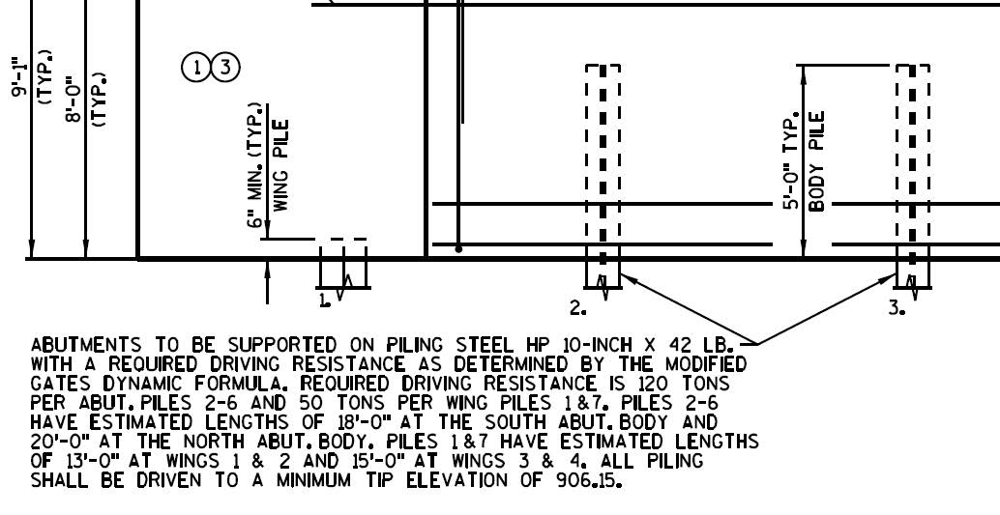 9'-1"
(TYP.)
8'-0"
(TYP.)
1 3
6" MIN. (TYP.)
WING PILE
5'-0" TYP.
BODY PILE
1.
2.
3.
ABUTMENTS TO BE SUPPORTED ON PILING STEEL HP 10-INCH X 42 LB.
WITH A REQUIRED DRIVING RESISTANCE AS DETERMINED BY THE MODIFIED
GATES DYNAMIC FORMULA. REQUIRED DRIVING RESISTANCE IS 120 TONS
PER ABUT. PILES 2-6 AND 50 TONS PER WING PILES 1&7. PILES 2-6
HAVE ESTIMATED LENGTHS OF 18'-0" AT THE SOUTH ABUT. BODY AND
20'-0" AT THE NORTH ABUT. BODY. PILES 1&7 HAVE ESTIMATED LENGTHS
OF 13'-0" AT WINGS 1 & 2 AND 15'-0" AT WINGS 3 & 4. ALL PILING
SHALL BE DRIVEN TO A MINIMUM TIP ELEVATION OF 906.15.